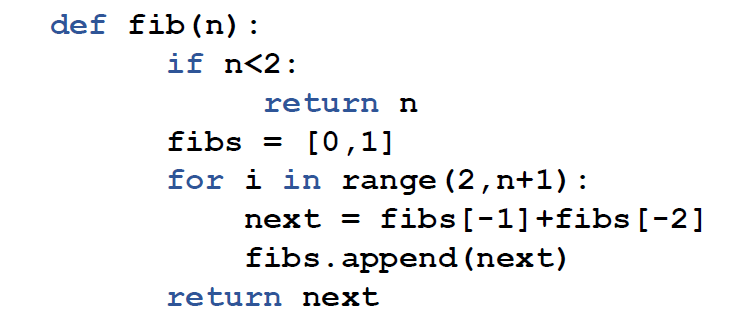 def fib(n):
if n<2:
return n
fibs = [0,1]
for i in range(2,n+1):
next = fibs[-1]+fibs[-2]
fibs.append(next)
return next